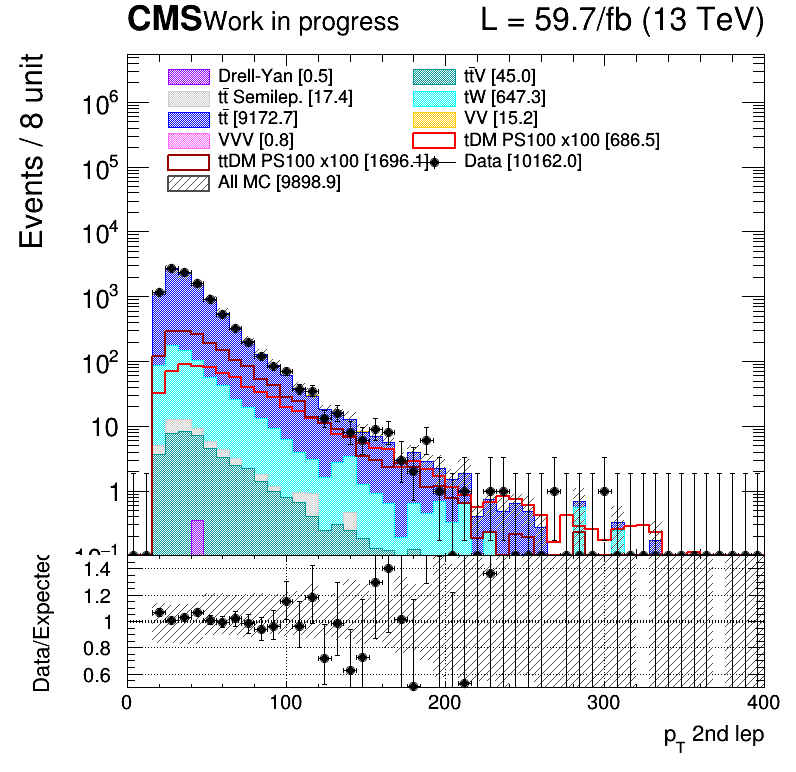 CMS Work in progress L = 59.7/fb (13 TeV)
Events / 8 unit
Drell-Yan [0.5] tt̄V [45.0]
tt̄ Semilep. [17.4] tW [647.3]
tt̄ [9172.7] VV [15.2]
VVV [0.8] tDM PS100 x100 [686.5]
ttDM PS100 x100 [1696.1] Data [10162.0]
All MC [9898.9]
10⁶
10⁵
10⁴
10³
10²
10
1
10⁻¹
Data/Expected
1.4
1.2
1
0.8
0.6
0 100 200 300 400
p_T 2nd lep